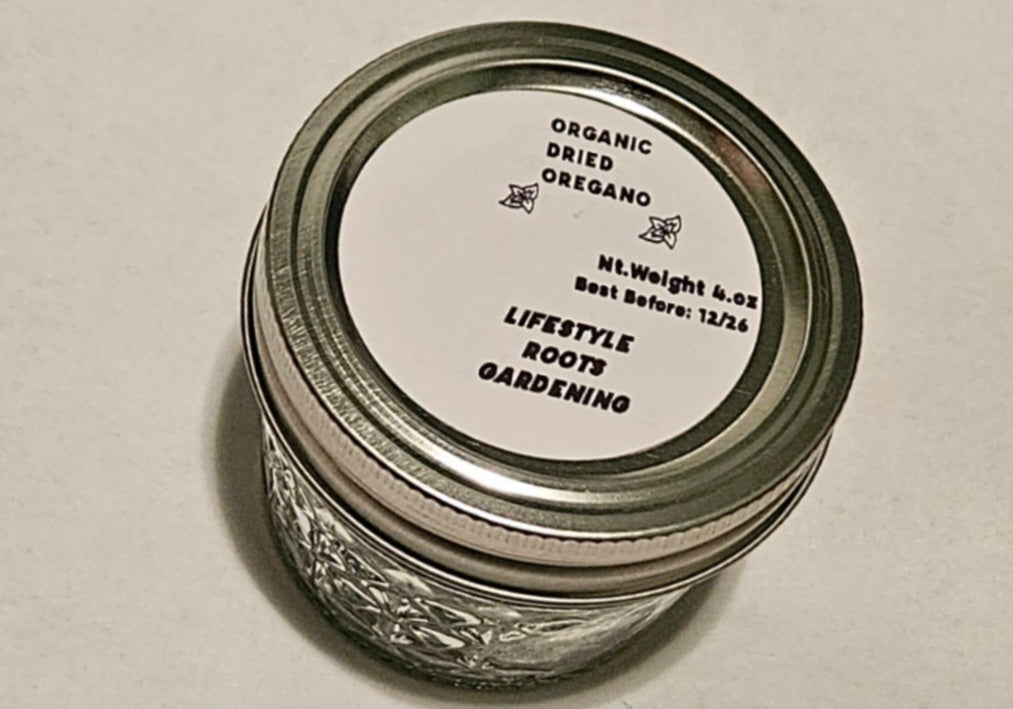 ORGANIC
DRIED
OREGANO
Nt.Weight 4.oz
Best Before: 12/26
LIFESTYLE
ROOTS
GARDENING